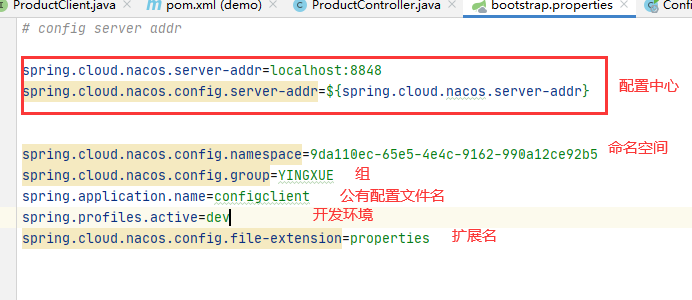 ProductClient.java pom.xml (demo) ProductController.java bootstrap.properties Conf
# config server addr
spring.cloud.nacos.server-addr=localhost:8848
spring.cloud.nacos.config.server-addr=${spring.cloud.nacos.server-addr} 配置中心
spring.cloud.nacos.config.namespace=9da110ec-65e5-4e4c-9162-990a12ce92b5 命名空间
spring.cloud.nacos.config.group=YINGXUE 组
spring.application.name=configclient 公有配置文件名
spring.profiles.active=dev 开发环境
spring.cloud.nacos.config.file-extension=properties 扩展名